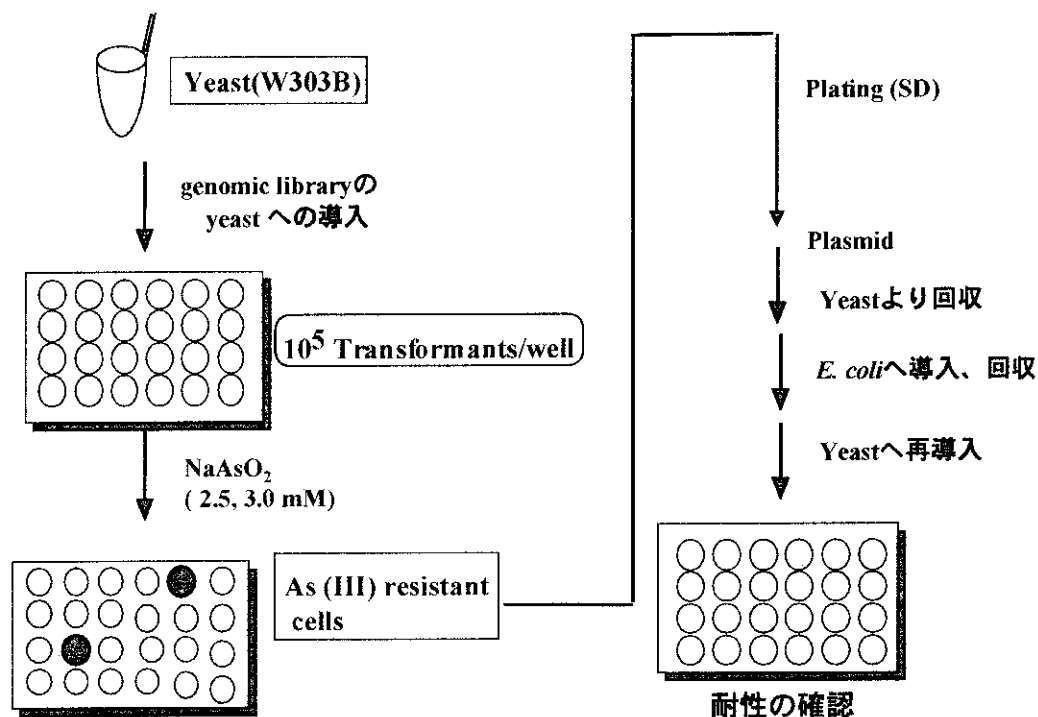 Yeast(W303B)
genomic libraryの
yeast への導入
10⁵ Transformants/well
NaAsO₂
( 2.5, 3.0 mM)
As (III) resistant
cells
Plating (SD)
Plasmid
Yeastより回収
E. coliへ導入、回収
Yeastへ再導入
耐性の確認